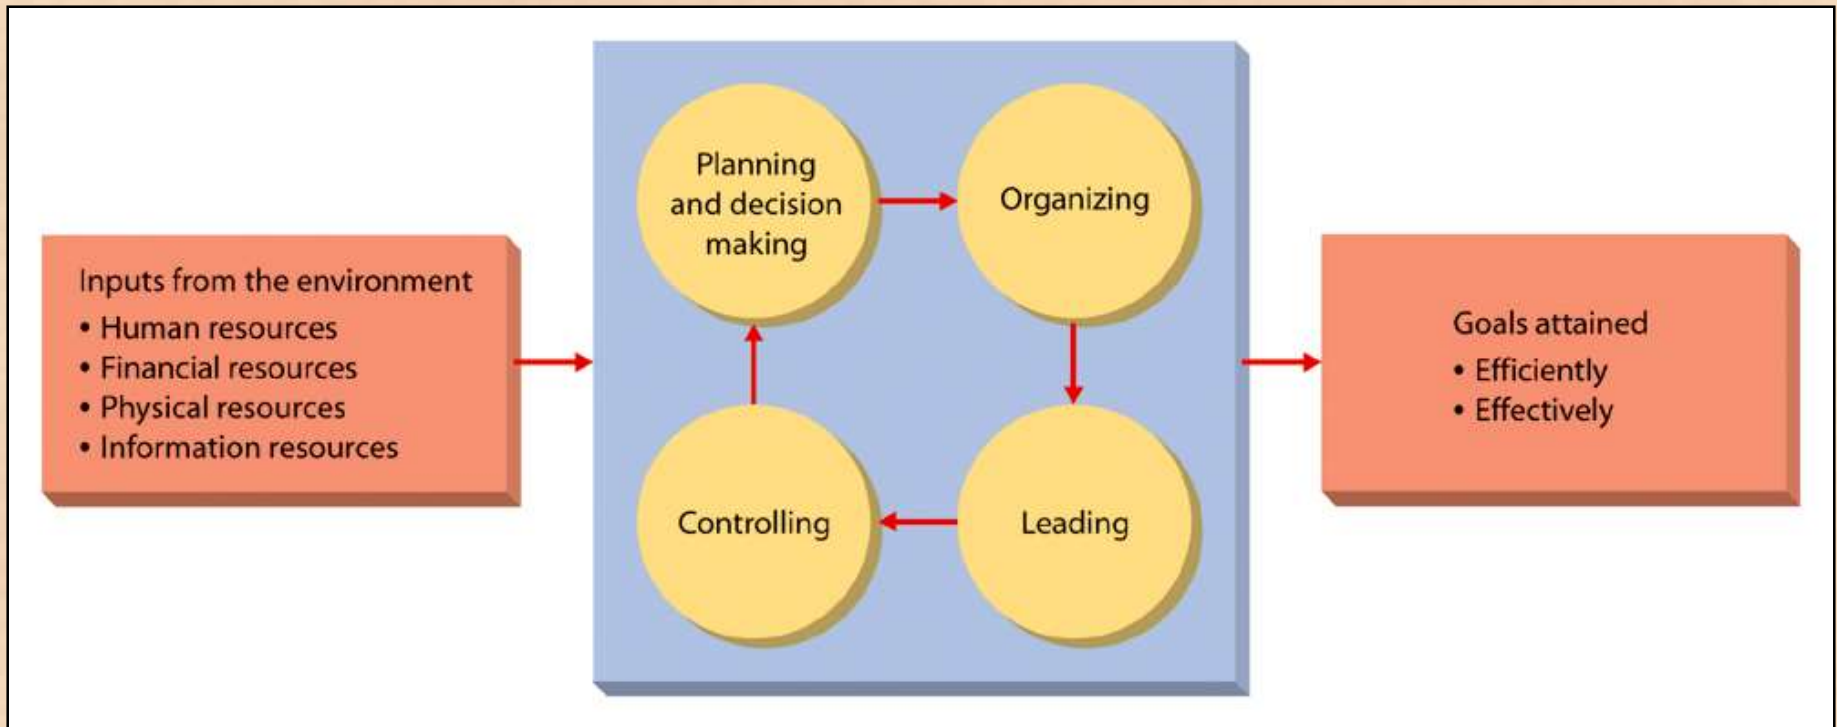 Inputs from the environment
• Human resources
• Financial resources
• Physical resources
• Information resources
Planning
and decision
making
Organizing
Controlling
Leading
Goals attained
• Efficiently
• Effectively